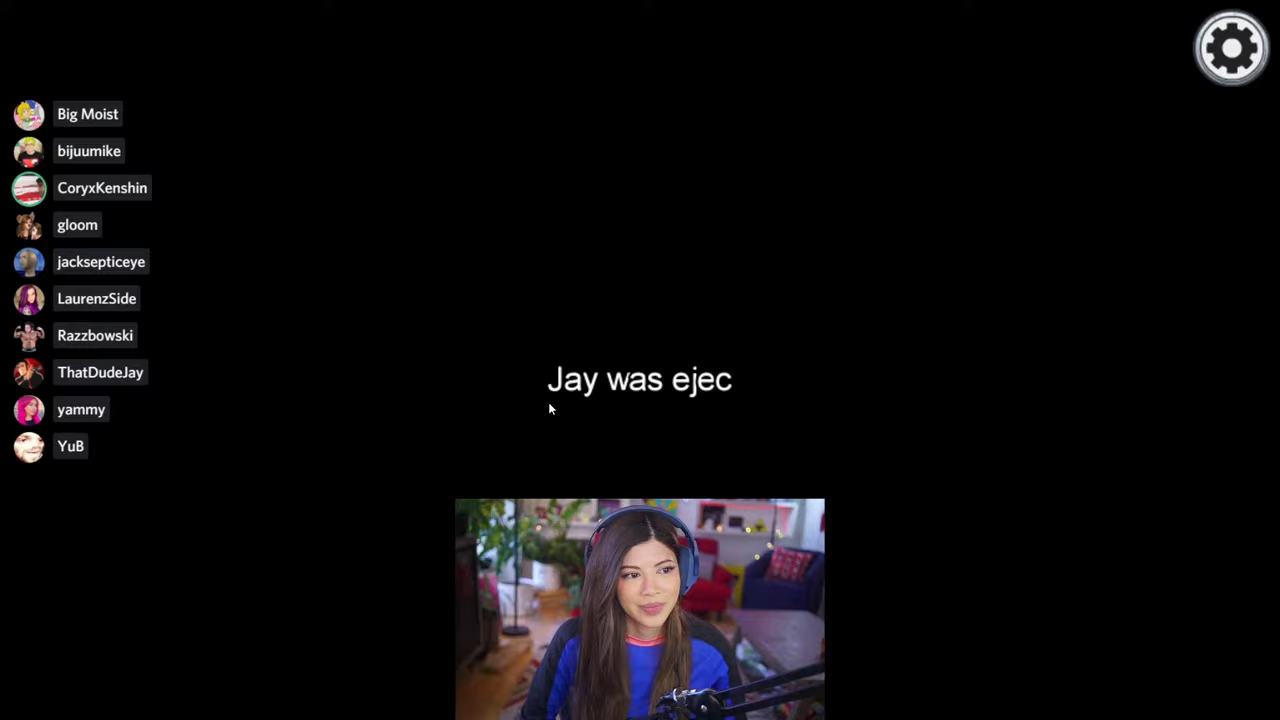 Big Moist
bijuumike
CoryxKenshin
gloom
jacksepticeye
LaurenzSide
Razzbowski
ThatDudeJay
yammy
YuB
Jay was ejec